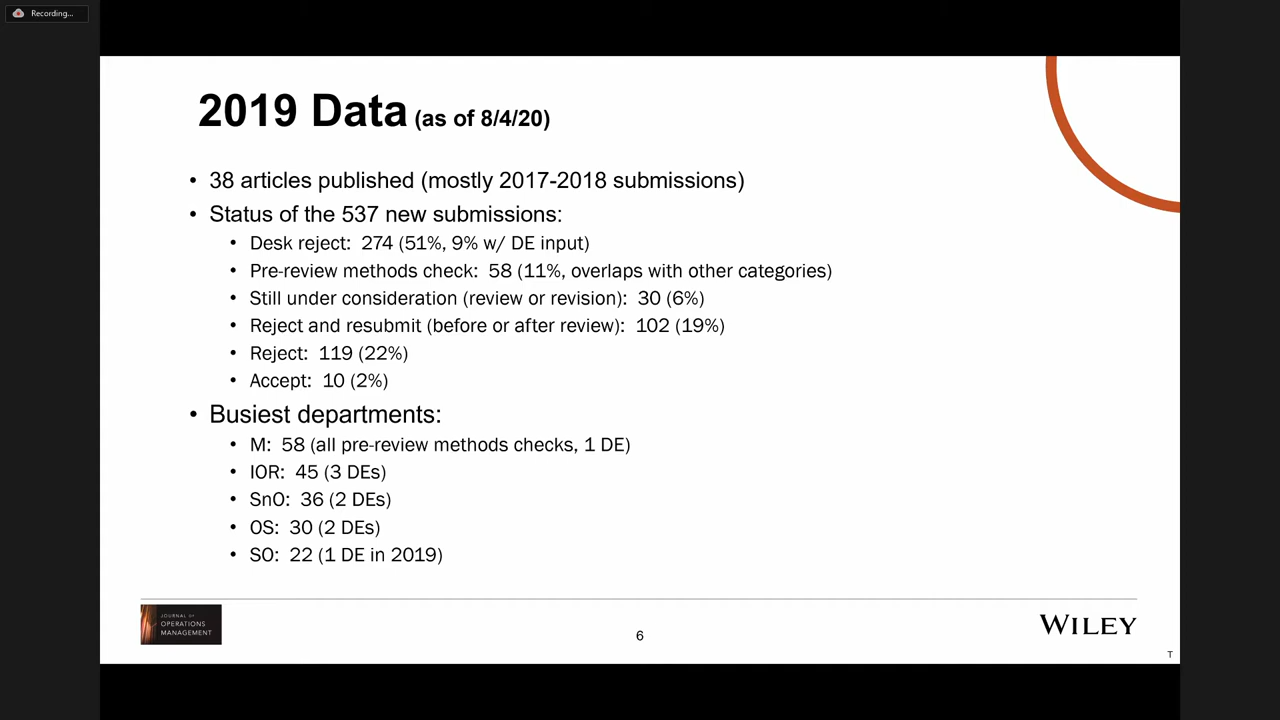 Recording...
2019 Data (as of 8/4/20)
• 38 articles published (mostly 2017-2018 submissions)
• Status of the 537 new submissions:
• Desk reject: 274 (51%, 9% w/ DE input)
• Pre-review methods check: 58 (11%, overlaps with other categories)
• Still under consideration (review or revision): 30 (6%)
• Reject and resubmit (before or after review): 102 (19%)
• Reject: 119 (22%)
• Accept: 10 (2%)
• Busiest departments:
• M: 58 (all pre-review methods checks, 1 DE)
• IOR: 45 (3 DEs)
• SnO: 36 (2 DEs)
• OS: 30 (2 DEs)
• SO: 22 (1 DE in 2019)
JOURNAL OF
OPERATIONS
MANAGEMENT
6
WILEY
T